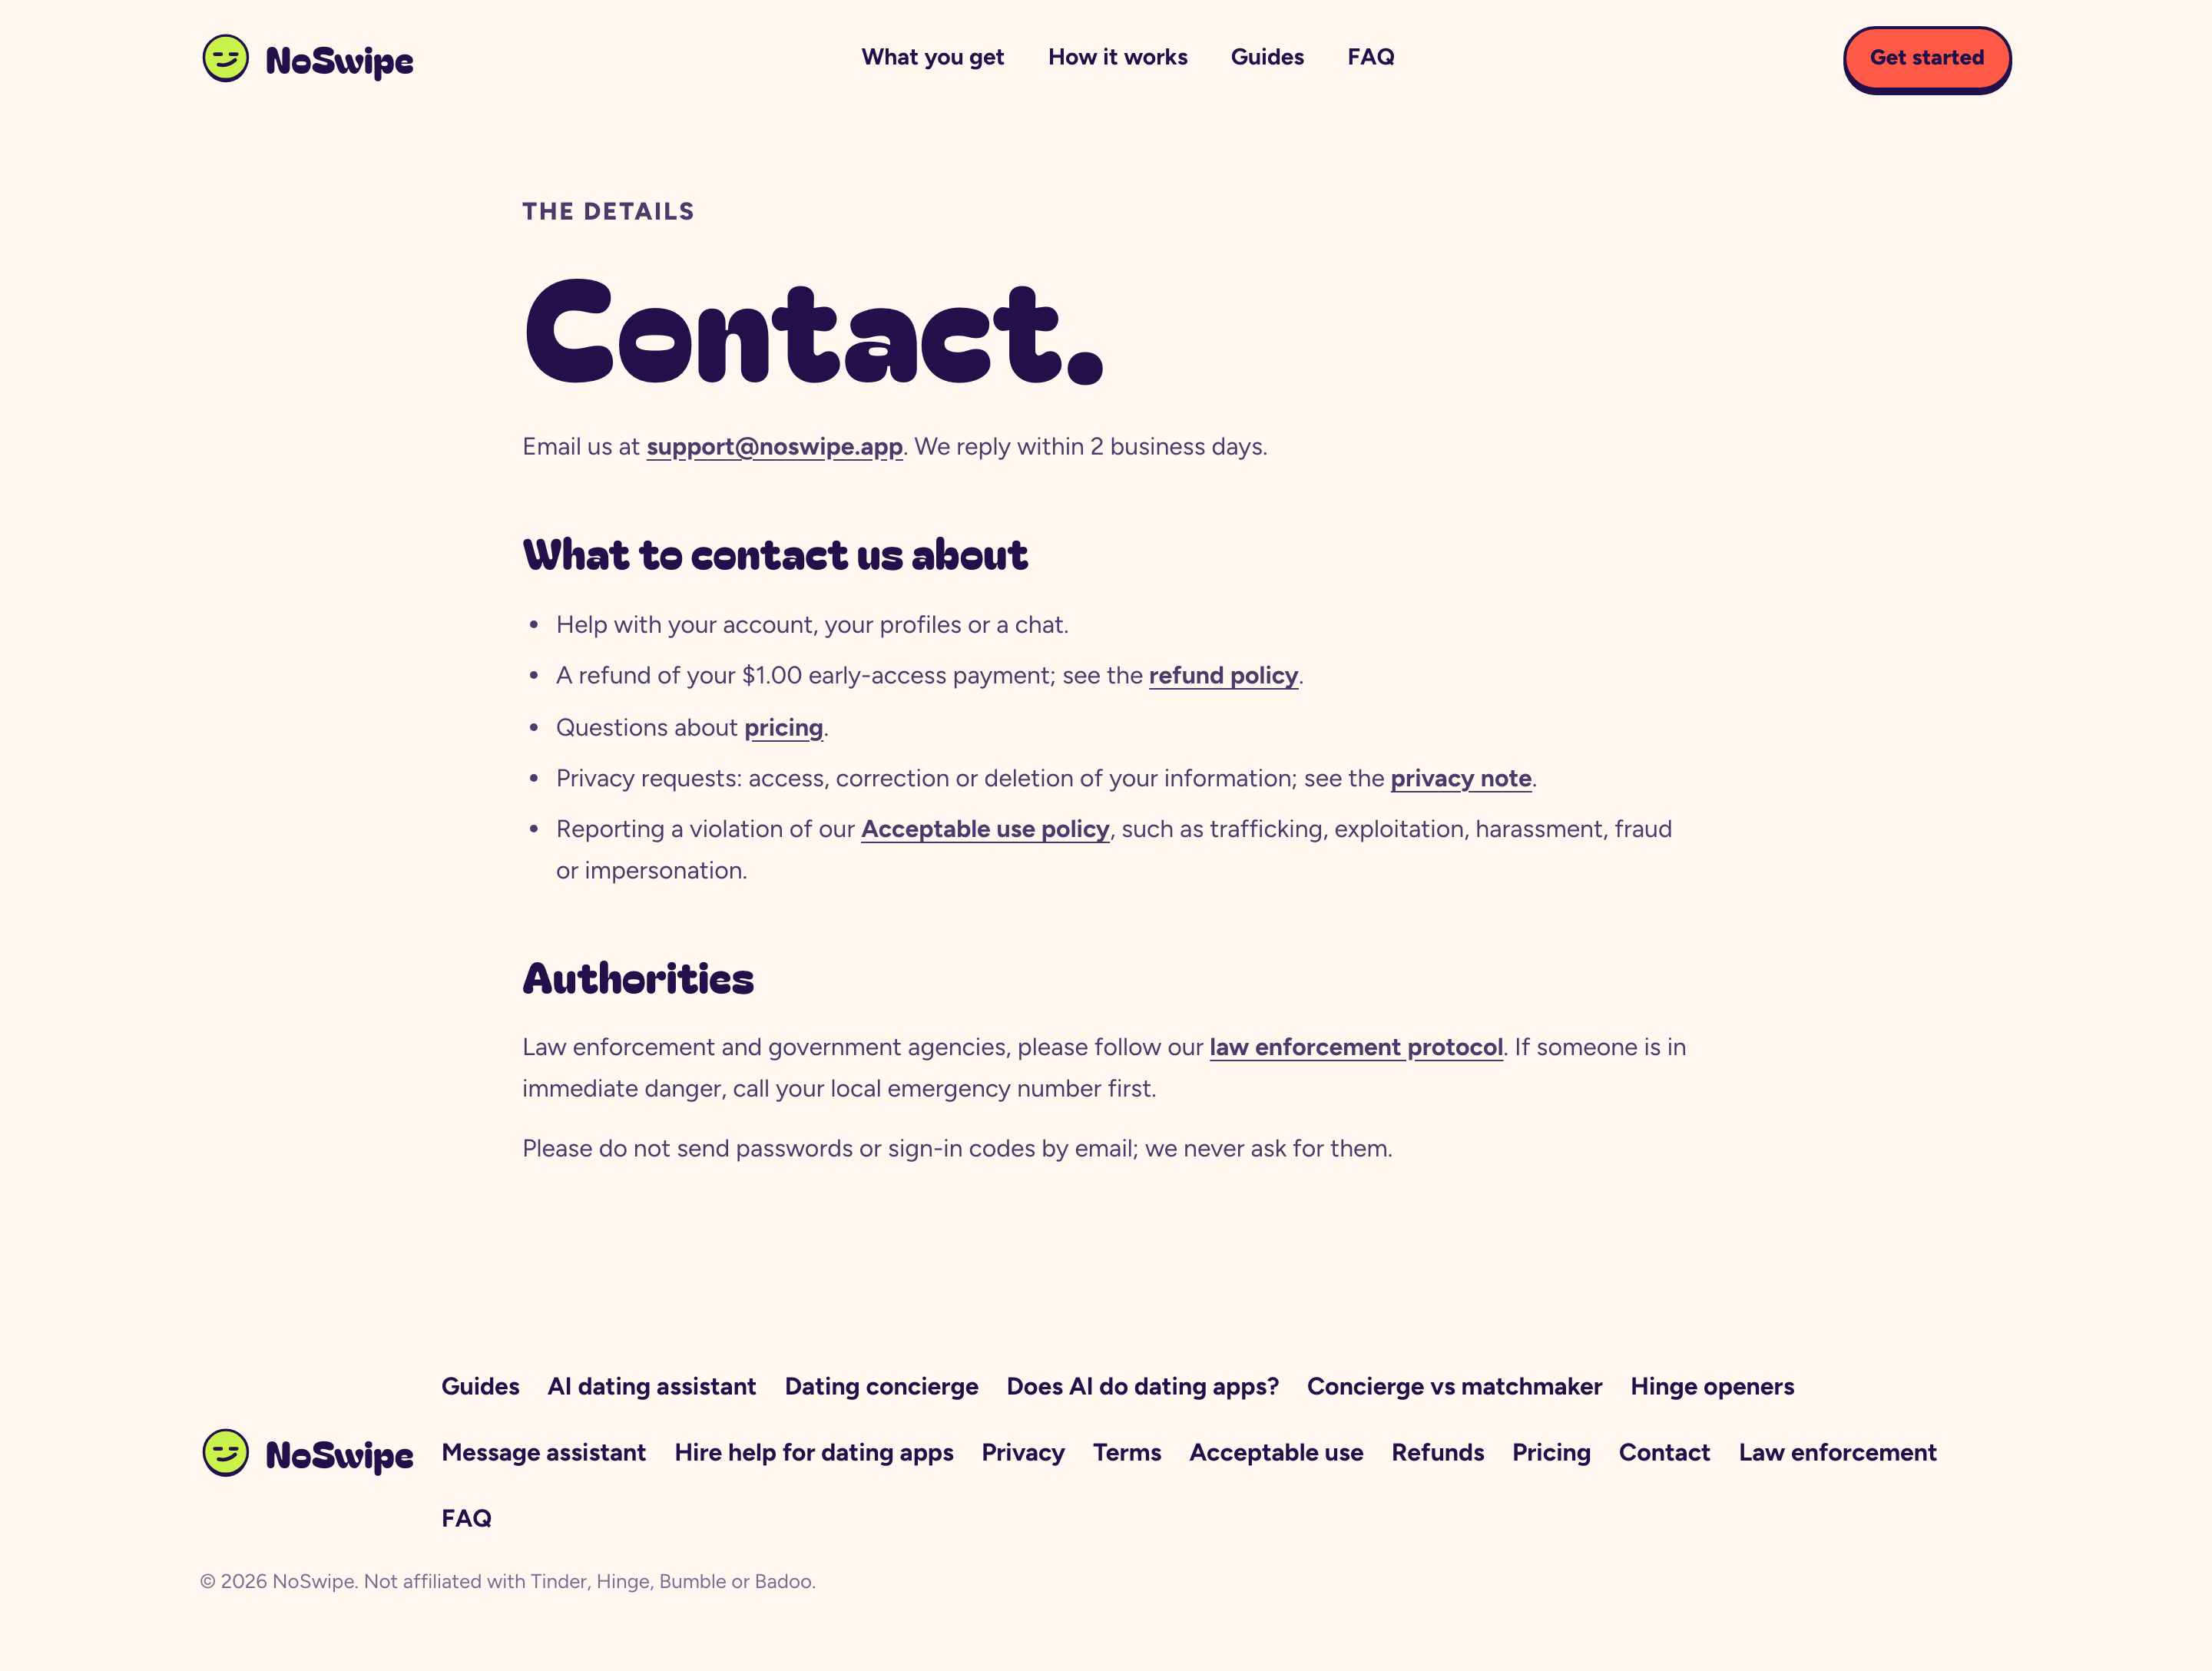 NoSwipe
What you get
How it works
Guides
FAQ
Get started
THE DETAILS
Contact.
Email us at support@noswipe.app. We reply within 2 business days.
What to contact us about
• Help with your account, your profiles or a chat.
• A refund of your $1.00 early-access payment; see the refund policy.
• Questions about pricing.
• Privacy requests: access, correction or deletion of your information; see the privacy note.
• Reporting a violation of our Acceptable use policy, such as trafficking, exploitation, harassment, fraud
or impersonation.
Authorities
Law enforcement and government agencies, please follow our law enforcement protocol. If someone is in
immediate danger, call your local emergency number first.
Please do not send passwords or sign-in codes by email; we never ask for them.
NoSwipe
Guides AI dating assistant Dating concierge Does AI do dating apps? Concierge vs matchmaker Hinge openers
Message assistant Hire help for dating apps Privacy Terms Acceptable use Refunds Pricing Contact Law enforcement
FAQ
© 2026 NoSwipe. Not affiliated with Tinder, Hinge, Bumble or Badoo.